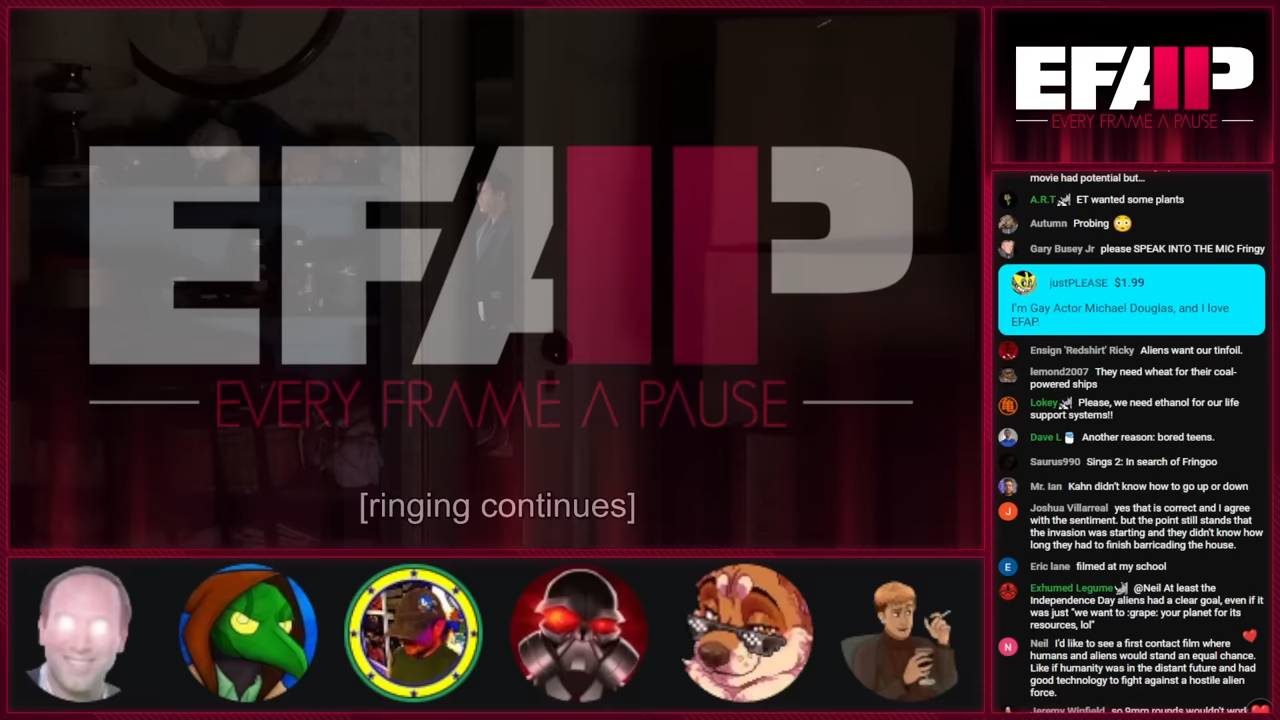 EFAP
EVERY FRAME A PAUSE
[ringing continues]
EFAP
EVERY FRAME A PAUSE
movie had potential but...
A.R.T ET wanted some plants
Autumn Probing
Gary Busey Jr please SPEAK INTO THE MIC Fringy
justPLEASE $1.99
I'm Gay Actor Michael Douglas, and I love
EFAP.
Ensign 'Redshirt' Ricky Aliens want our tinfoil.
lemond2007 They need wheat for their coal-
powered ships
Lokey Please, we need ethanol for our life
support systems!!
Dave L Another reason: bored teens.
Saurus990 Sings 2: In search of Fringoo
Mr. Ian Kahn didn't know how to go up or down
J
Joshua Villarreal yes that is correct and I agree
with the sentiment. but the point still stands that
the invasion was starting and they didn't know how
long they had to finish barricading the house.
E
Eric lane filmed at my school
Exhumed Legume @Neil At least the
Independence Day aliens had a clear goal, even if it
was just "we want to :grape: your planet for its
resources, lol"
N
Neil I'd like to see a first contact film where
humans and aliens would stand an equal chance.
Like if humanity was in the distant future and had
good technology to fight against a hostile alien
force.
Jeremy Winfield so 9mm rounds wouldn't work